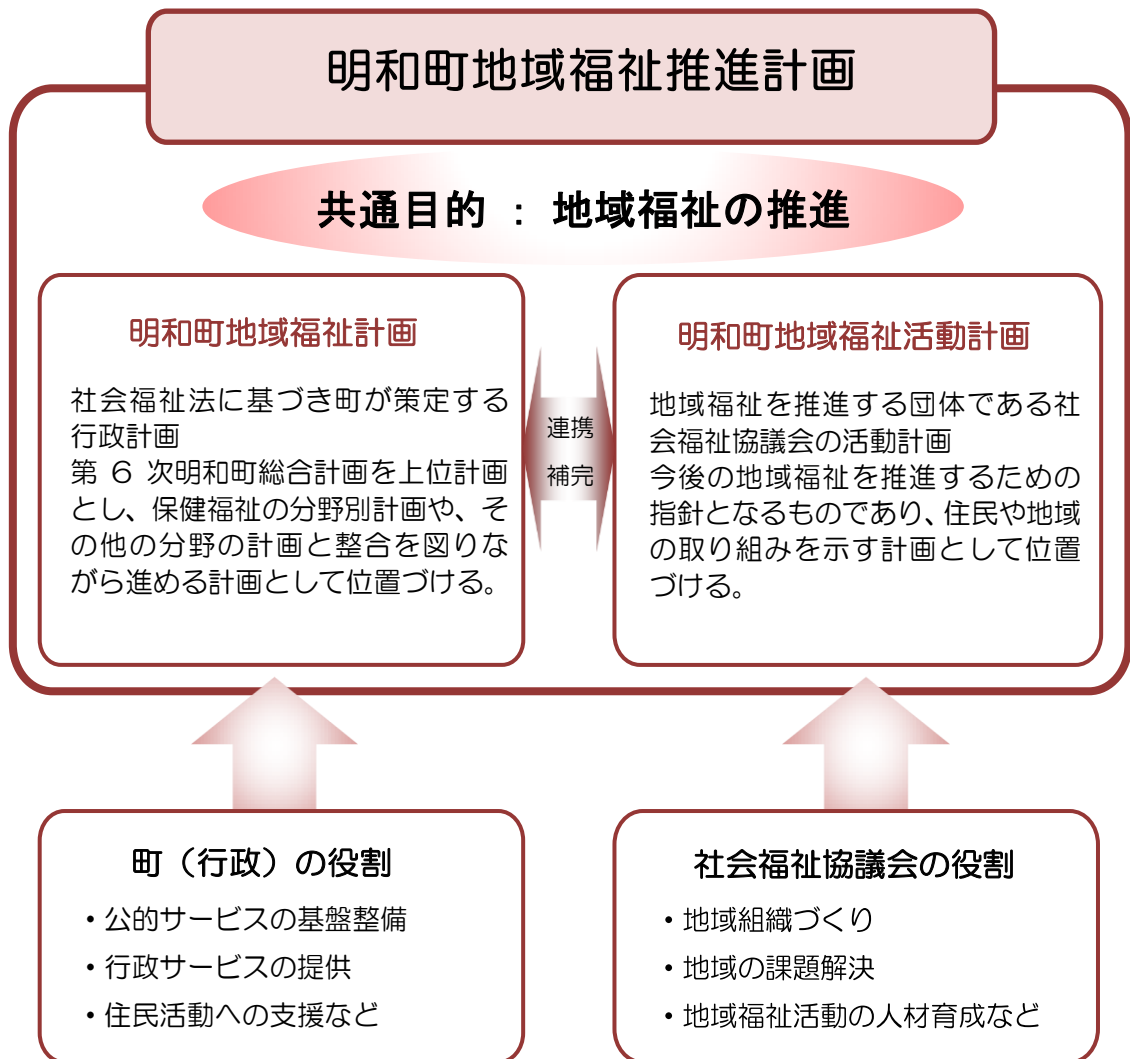 明和町地域福祉推進計画
共通目的 ： 地域福祉の推進
明和町地域福祉計画
社会福祉法に基づき町が策定する
行政計画
第 6 次明和町総合計画を上位計画
とし、保健福祉の分野別計画や、そ
の他の分野の計画と整合を図りな
がら進める計画として位置づける。
連携
補完
明和町地域福祉活動計画
地域福祉を推進する団体である社
会福祉協議会の活動計画
今後の地域福祉を推進するための
指針となるものであり、住民や地域
の取り組みを示す計画として位置
づける。
町（行政）の役割
・公的サービスの基盤整備
・行政サービスの提供
・住民活動への支援など
社会福祉協議会の役割
・地域組織づくり
・地域の課題解決
・地域福祉活動の人材育成など